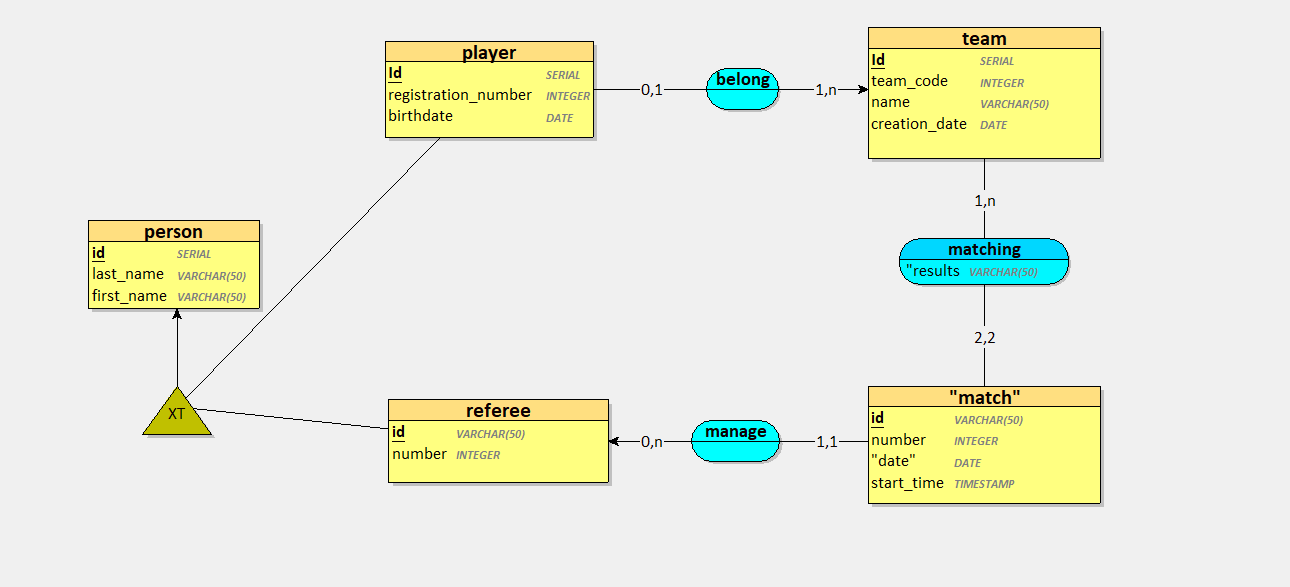 player
Id SERIAL
registration_number INTEGER
birthdate DATE
0,1
belong
1,n
team
Id SERIAL
team_code INTEGER
name VARCHAR(50)
creation_date DATE
person
id SERIAL
last_name VARCHAR(50)
first_name VARCHAR(50)
1,n
matching
"results VARCHAR(50)
2,2
XT
referee
id VARCHAR(50)
number INTEGER
0,n
manage
1,1
"match"
id VARCHAR(50)
number INTEGER
"date" DATE
start_time TIMESTAMP